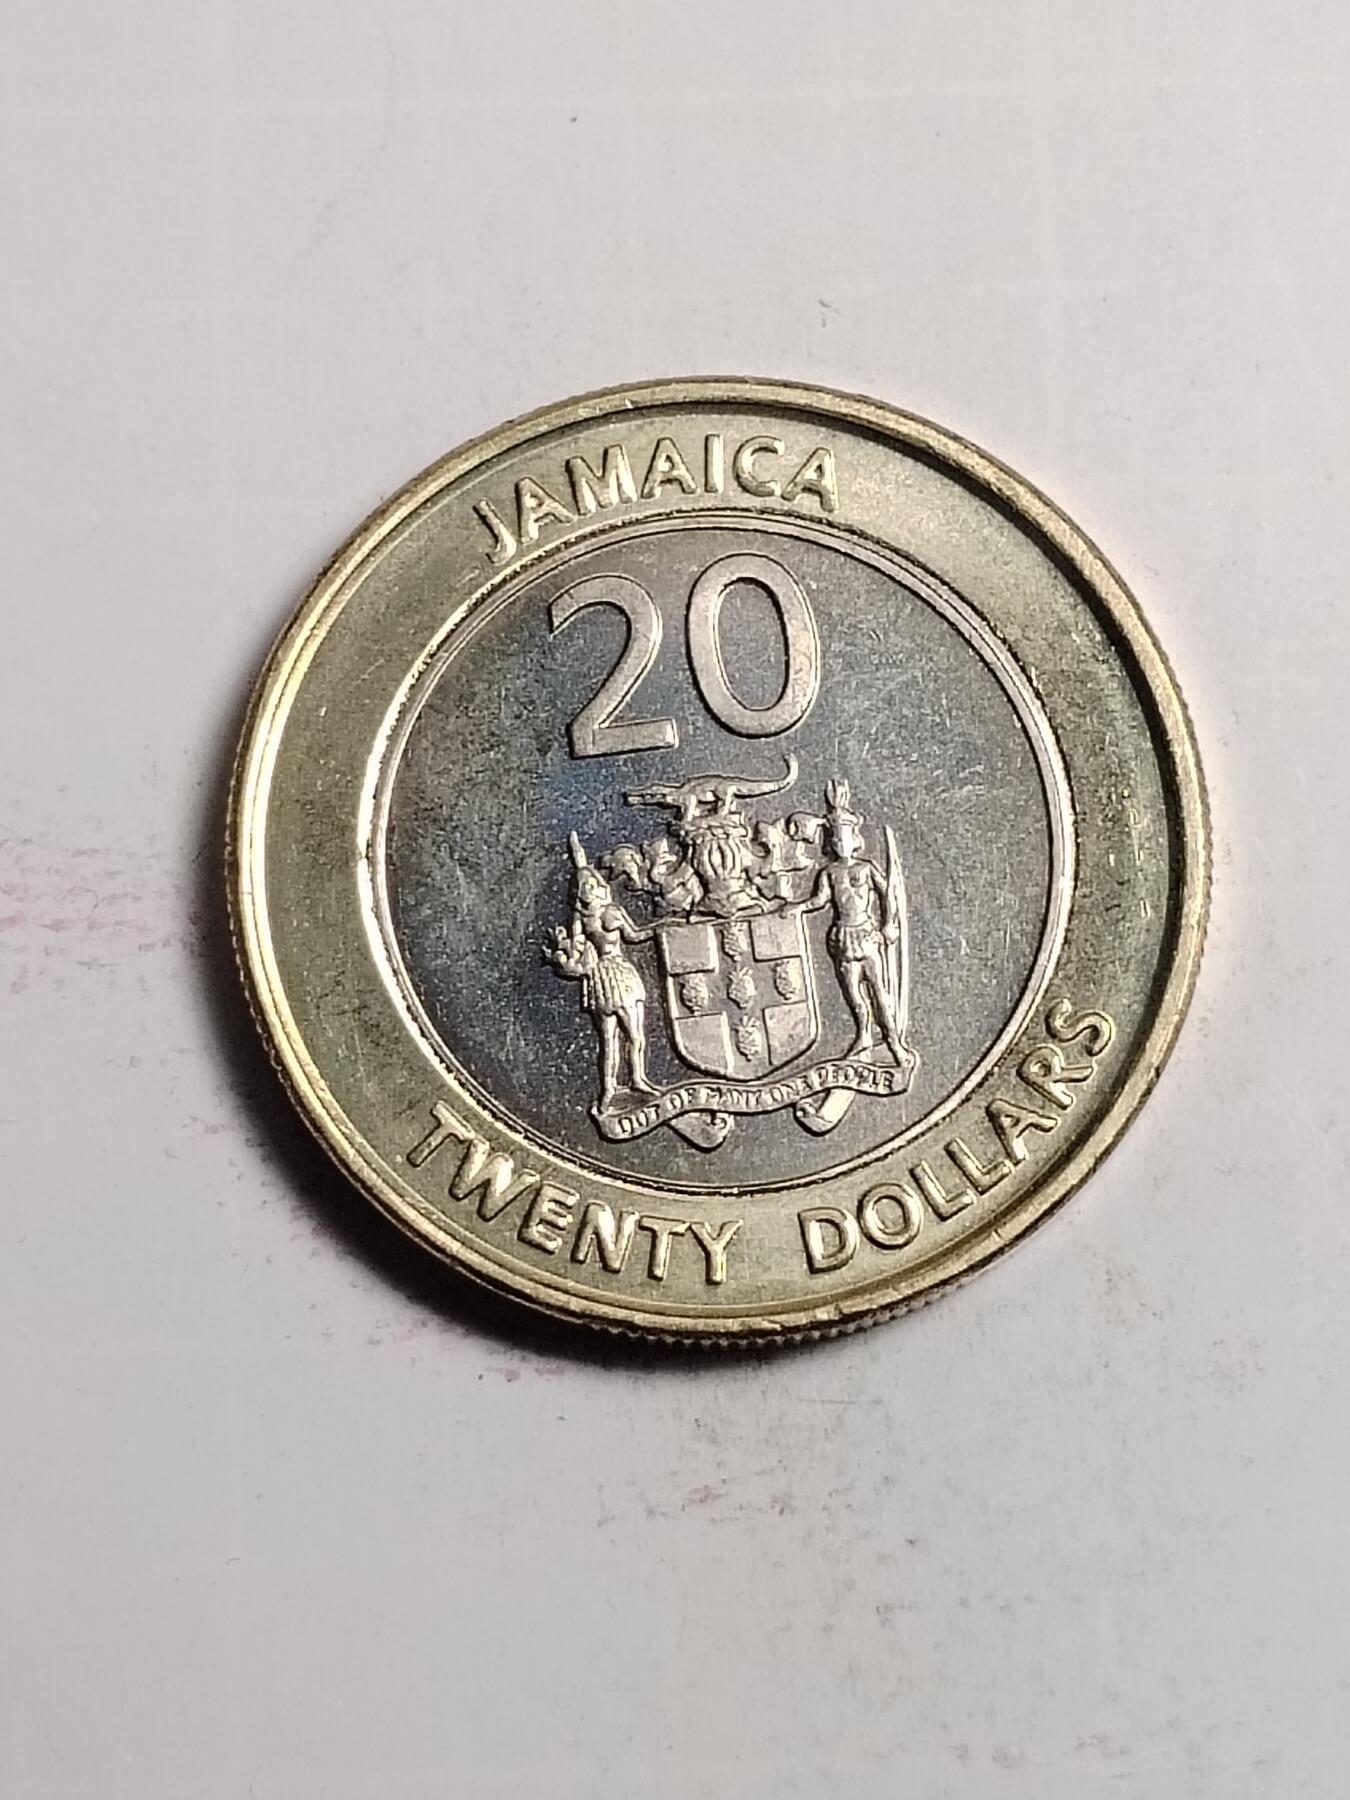 JAMAICA
20
OUT OF MANY ONE PEOPLE
TWENTY DOLLARS